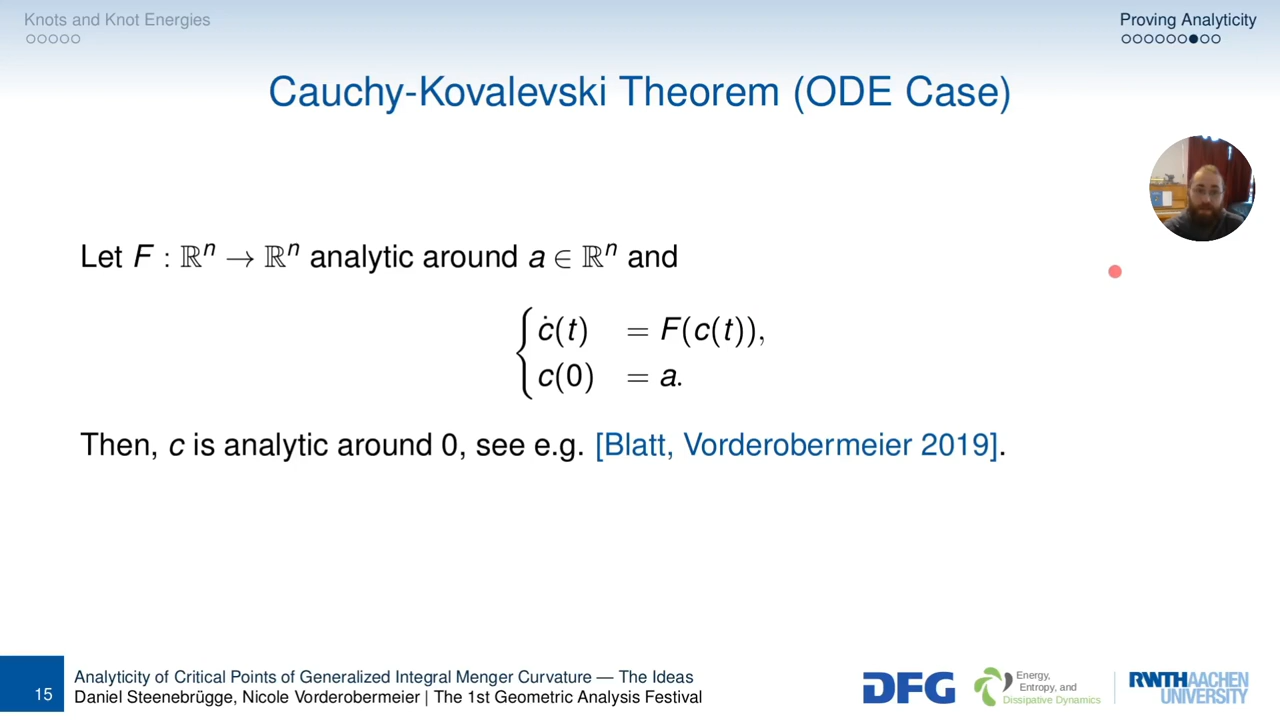 Knots and Knot Energies
Proving Analyticity
Cauchy-Kovalevski Theorem (ODE Case)
Let F : ℝⁿ → ℝⁿ analytic around a ∈ ℝⁿ and
ċ(t) = F(c(t)),
c(0) = a.
Then, c is analytic around 0, see e.g. [Blatt, Vorderobermeier 2019].
15
Analyticity of Critical Points of Generalized Integral Menger Curvature — The Ideas
Daniel Steenebrügge, Nicole Vorderobermeier | The 1st Geometric Analysis Festival
DFG
Energy,
Entropy, and
Dissipative Dynamics
RWTHAACHEN
UNIVERSITY